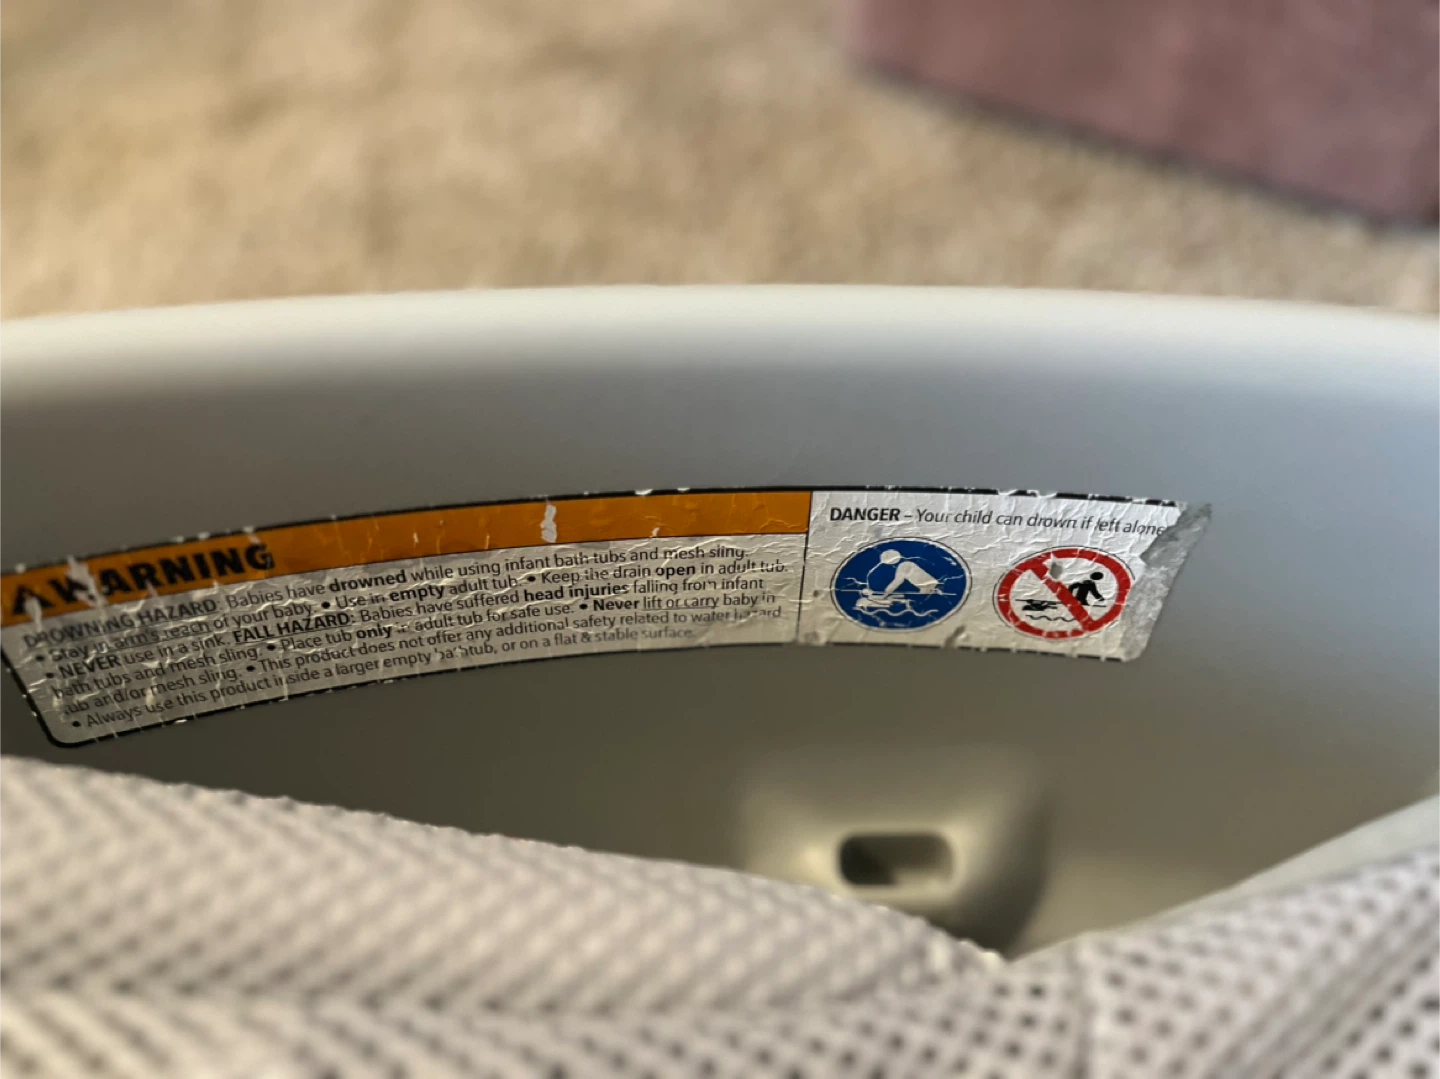 WARNING
DROWNING HAZARD: Babies have drowned while using infant bath tubs and mesh sling.
• Stay in arm's reach of your baby. • Use in empty adult tub. • Keep the drain open in adult tub.
• NEVER use in a sink. FALL HAZARD: Babies have suffered head injuries falling from infant
bath tubs and mesh sling. • Place tub only in adult tub for safe use. • Never lift or carry baby in
tub and/or mesh sling. • This product does not offer any additional safety related to water hazard
• Always use this product inside a larger empty bathtub, or on a flat & stable surface.
DANGER – Your child can drown if left alone